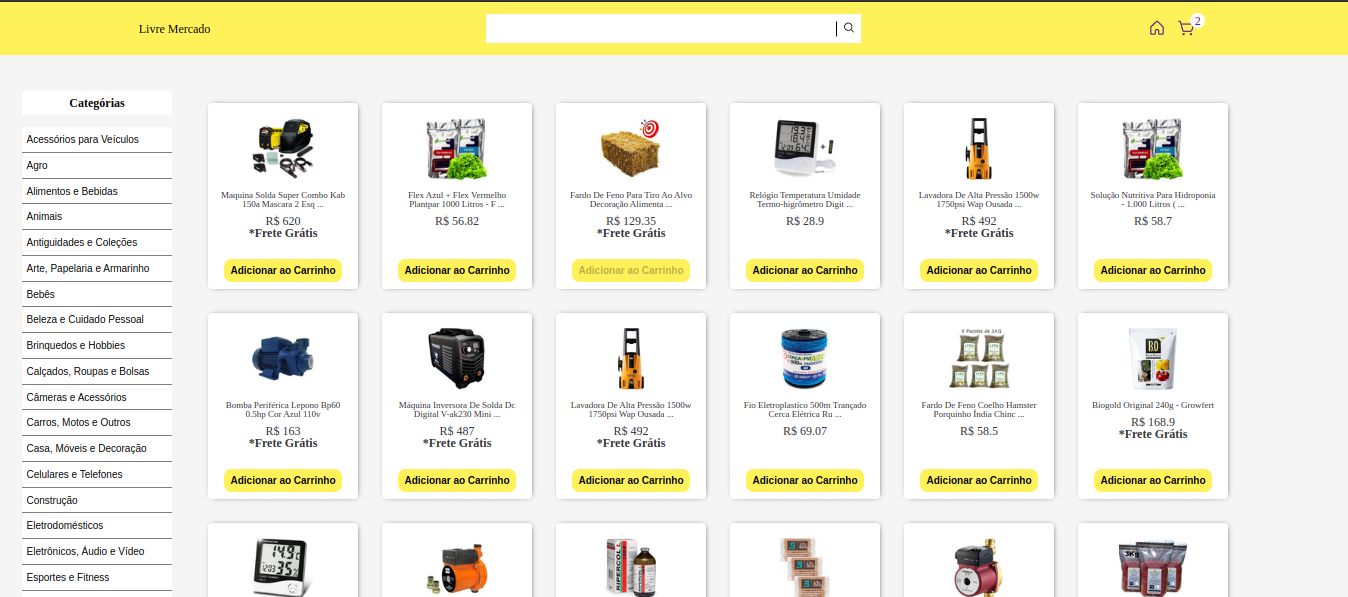 Livre Mercado
2
Categórias
Acessórios para Veículos
Agro
Alimentos e Bebidas
Animais
Antiguidades e Coleções
Arte, Papelaria e Armarinho
Bebês
Beleza e Cuidado Pessoal
Brinquedos e Hobbies
Calçados, Roupas e Bolsas
Câmeras e Acessórios
Carros, Motos e Outros
Casa, Móveis e Decoração
Celulares e Telefones
Construção
Eletrodomésticos
Eletrônicos, Áudio e Vídeo
Esportes e Fitness
Maquina Solda Super Combo Kab
150a Mascara 2 Esq ...
R$ 620
*Frete Grátis
Adicionar ao Carrinho
Flex Azul + Flex Vermelho
Plantpar 1000 Litros - F ...
R$ 56.82
Adicionar ao Carrinho
Fardo De Feno Para Tiro Ao Alvo
Decoração Alimenta ...
R$ 129.35
*Frete Grátis
Adicionar ao Carrinho
Relógio Temperatura Umidade
Termo-higrômetro Digit ...
R$ 28.9
Adicionar ao Carrinho
Lavadora De Alta Pressão 1500w
1750psi Wap Ousada ...
R$ 492
*Frete Grátis
Adicionar ao Carrinho
Solução Nutritiva Para Hidroponia
- 1.000 Litros ( ...
R$ 58.7
Adicionar ao Carrinho
Bomba Periférica Lepono Bp60
0.5hp Cor Azul 110v
R$ 163
*Frete Grátis
Adicionar ao Carrinho
Máquina Inversora De Solda Dc
Digital V-ak230 Mini ...
R$ 487
*Frete Grátis
Adicionar ao Carrinho
Lavadora De Alta Pressão 1500w
1750psi Wap Ousada ...
R$ 492
*Frete Grátis
Adicionar ao Carrinho
Fio Eletroplastico 500m Trançado
Cerca Elétrica Ru ...
R$ 69.07
Adicionar ao Carrinho
5 Pacotes de 1KG
Fardo De Feno Coelho Hamster
Porquinho Índia Chinc ...
R$ 58.5
Adicionar ao Carrinho
Biogold Original 240g - Growfert
R$ 168.9
*Frete Grátis
Adicionar ao Carrinho
RIPERCOL
3Kg